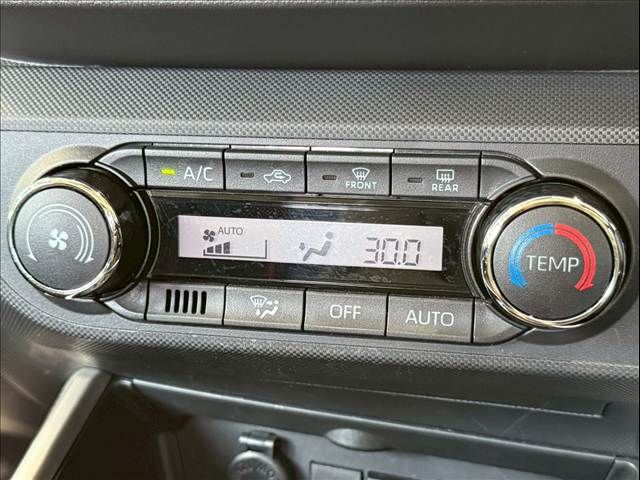 A/C
FRONT
REAR
AUTO
30.0
TEMP
OFF
AUTO